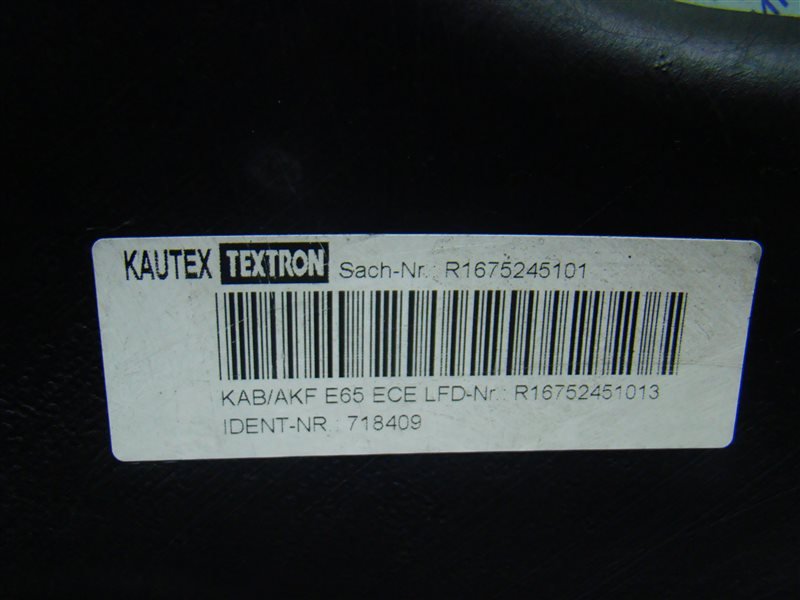 KAUTEX TEXTRON Sach-Nr.: R1675245101
KAB/AKF E65 ECE LFD-Nr.: R16752451013
IDENT-NR : 718409